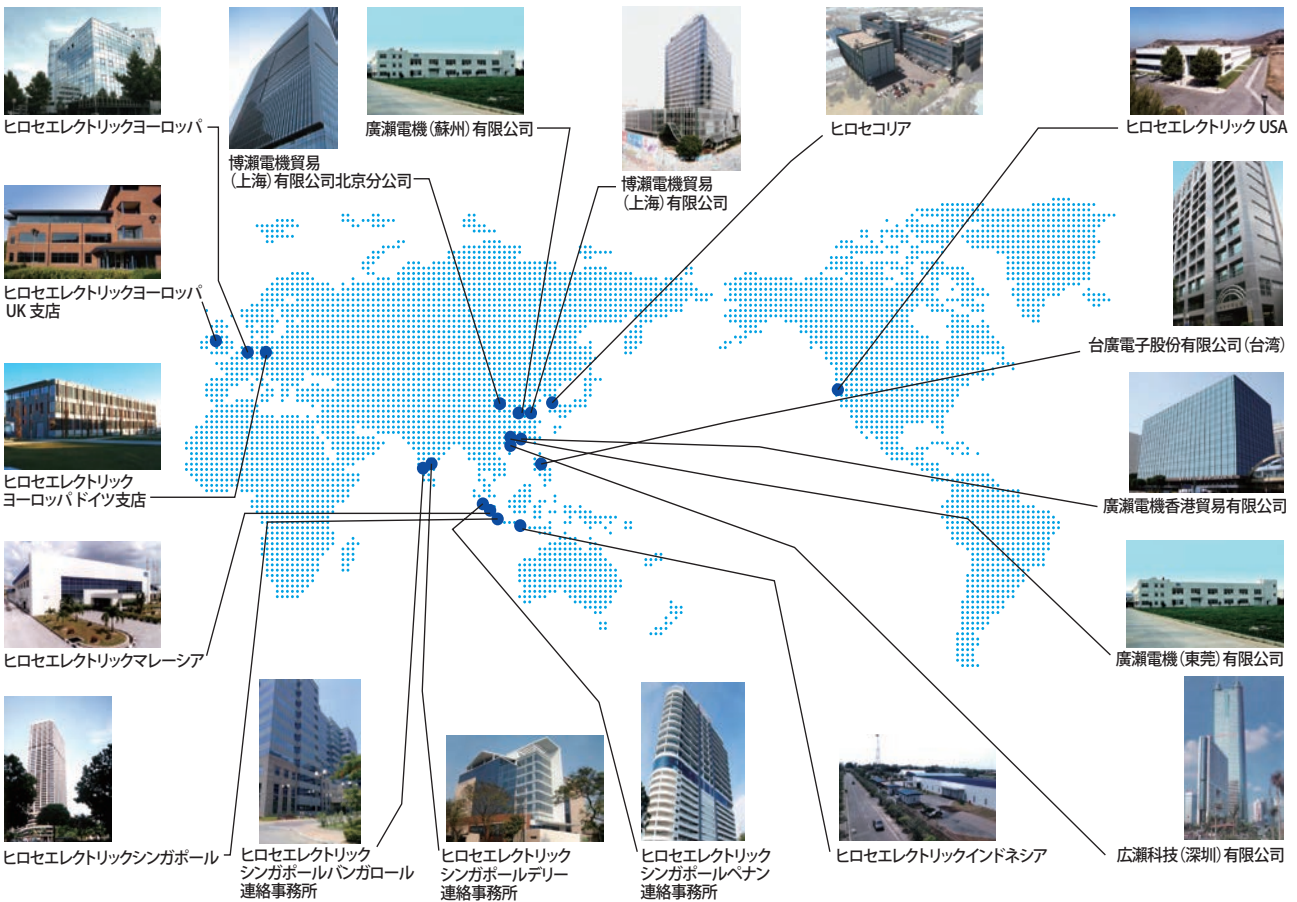 ヒロセエレクトリックヨーロッパ
博瀬電機貿易
（上海）有限公司北京分公司
廣瀬電機（蘇州）有限公司
博瀬電機貿易
（上海）有限公司
ヒロセコリア
ヒロセエレクトリック USA
ヒロセエレクトリックヨーロッパ
UK 支店
台廣電子股份有限公司（台湾）
ヒロセエレクトリック
ヨーロッパドイツ支店
廣瀬電機香港貿易有限公司
ヒロセエレクトリックマレーシア
廣瀬電機（東莞）有限公司
ヒロセエレクトリックシンガポール
ヒロセエレクトリック
シンガポールバンガロール
連絡事務所
ヒロセエレクトリック
シンガポールデリー
連絡事務所
ヒロセエレクトリック
シンガポールペナン
連絡事務所
ヒロセエレクトリックインドネシア
広瀬科技（深圳）有限公司